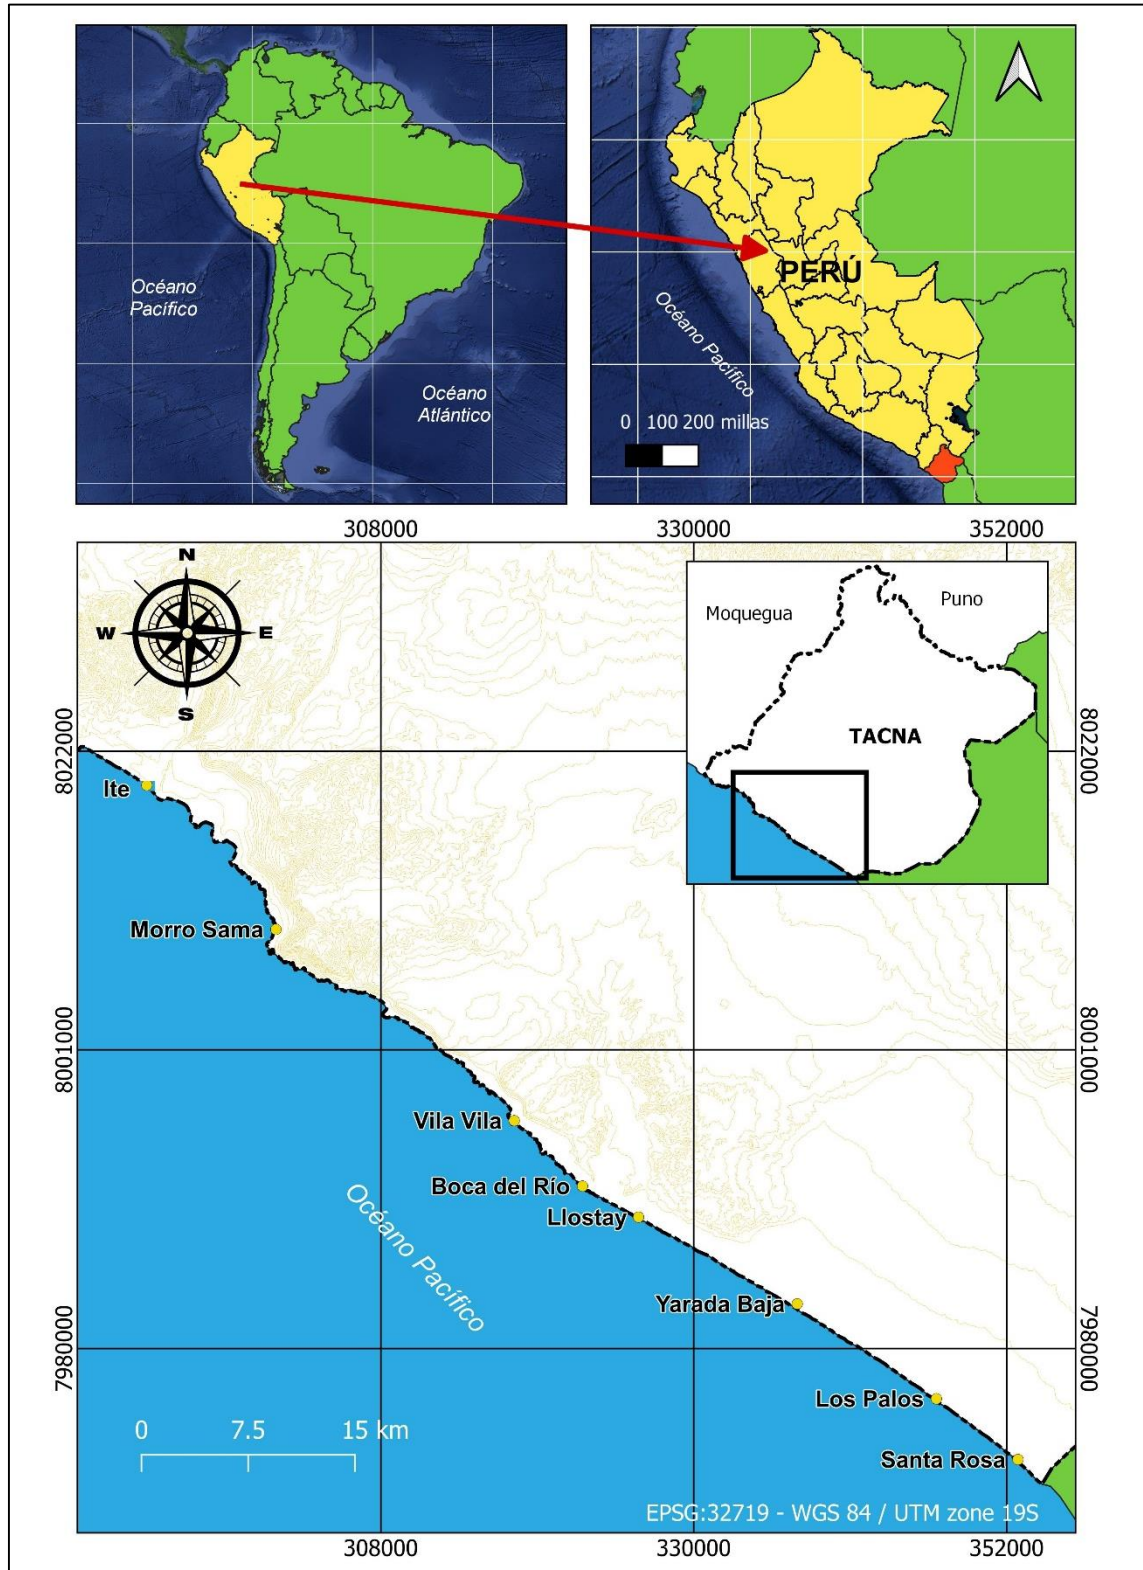 Océano
Pacífico
Océano
Atlántico
PERÚ
Océano Pacífico
0 100 200 millas
308000 330000 352000
N
W E
S
Moquegua Puno
TACNA
8022000 8022000
Ite
Morro Sama
8001000 8001000
Vila Vila
Boca del Río
Llostay
Océano Pacífico
Yarada Baja
7980000 7980000
Los Palos
0 7.5 15 km
Santa Rosa
EPSG:32719 - WGS 84 / UTM zone 19S
308000 330000 352000